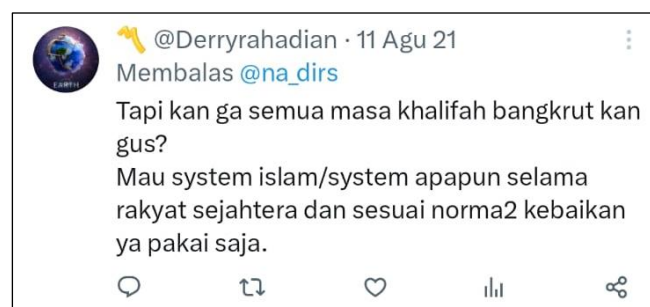 @Derryrahadian · 11 Agu 21
Membalas @na_dirs
Tapi kan ga semua masa khalifah bangkrut kan
gus?
Mau system islam/system apapun selama
rakyat sejahtera dan sesuai norma2 kebaikan
ya pakai saja.
EARTH